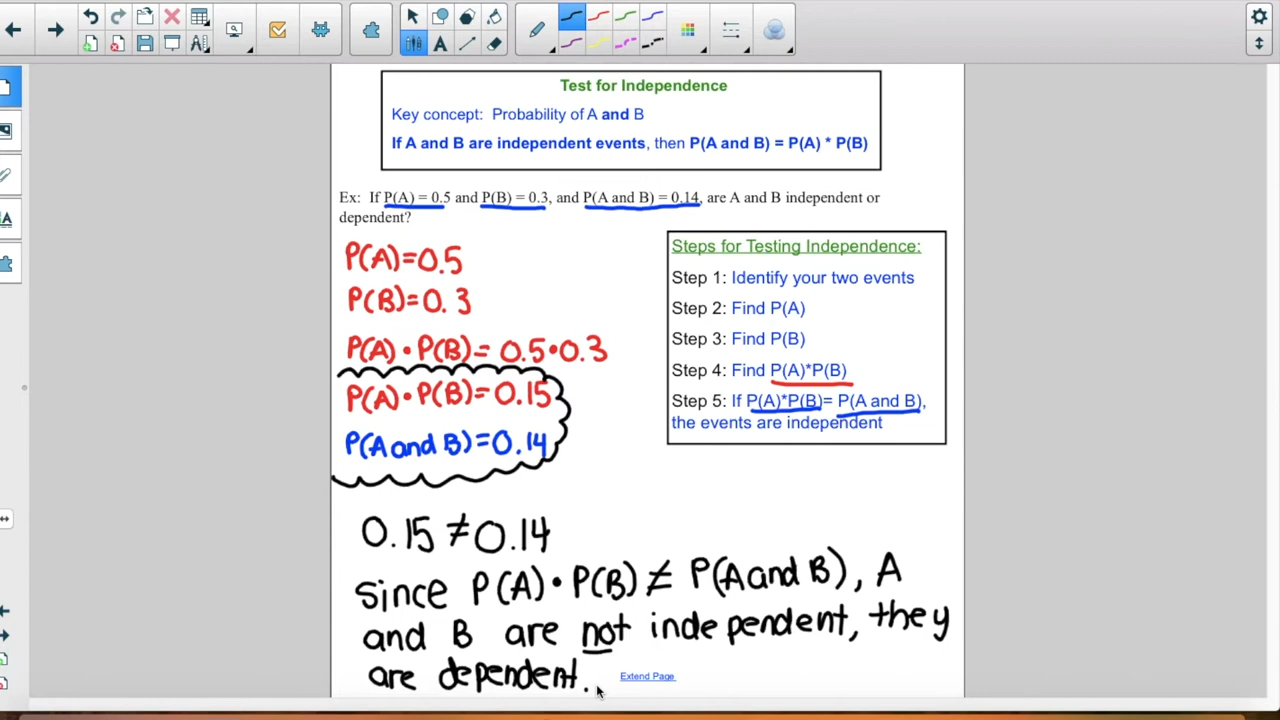 Test for Independence
Key concept:  Probability of A and B
If A and B are independent events, then P(A and B) = P(A) * P(B)
Ex:  If P(A) = 0.5 and P(B) = 0.3, and P(A and B) = 0.14, are A and B independent or
dependent?
P(A)=0.5
P(B)=0.3
P(A)•P(B)= 0.5•0.3
P(A)•P(B)=0.15
P(A and B)=0.14
Steps for Testing Independence:
Step 1: Identify your two events
Step 2: Find P(A)
Step 3: Find P(B)
Step 4: Find P(A)*P(B)
Step 5: If P(A)*P(B)= P(A and B),
the events are independent
0.15 ≠ 0.14
since P(A)•P(B) ≠ P(A and B), A
and B are not independent, they
are dependent.
Extend Page